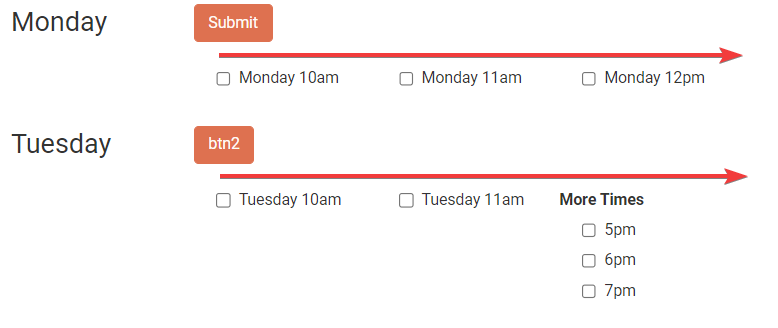 Monday Submit
Monday 10am Monday 11am Monday 12pm
Tuesday btn2
Tuesday 10am Tuesday 11am More Times
5pm
6pm
7pm